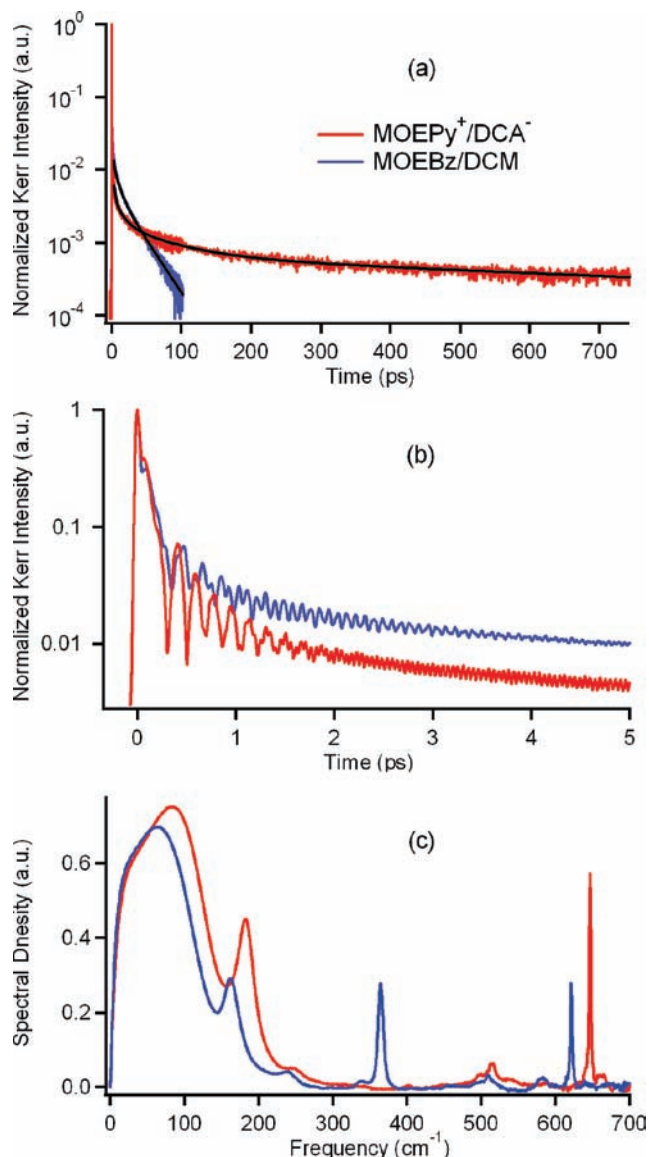 Normalized Kerr Intensity (a.u.)
10⁰
10⁻¹
10⁻²
10⁻³
10⁻⁴
(a)
MOEPy⁺/DCA⁻
MOEBz/DCM
0 100 200 300 400 500 600 700
Time (ps)
Normalized Kerr Intensity (a.u.)
1
0.1
0.01
(b)
0 1 2 3 4 5
Time (ps)
Spectral Dnesity (a.u.)
0.6
0.4
0.2
0.0
(c)
0 100 200 300 400 500 600 700
Frequency (cm⁻¹)